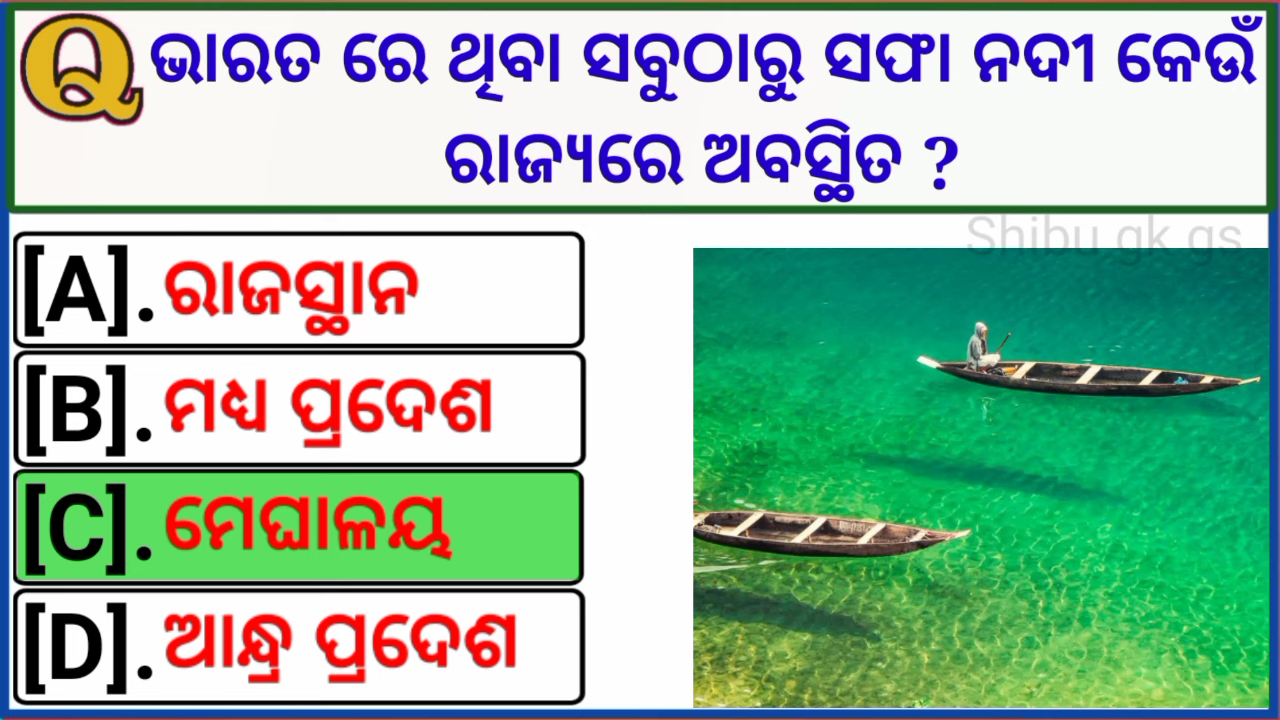 Q ଭାରତ ରେ ଥିବା ସବୁଠାରୁ ସଫା ନଦୀ କେଉଁ
ରାଜ୍ୟରେ ଅବସ୍ଥିତ ?
Shibu gk gs
[A]. ରାଜସ୍ଥାନ
[B]. ମଧ୍ୟ ପ୍ରଦେଶ
[C]. ମେଘାଳୟ
[D]. ଆନ୍ଧ୍ର ପ୍ରଦେଶ